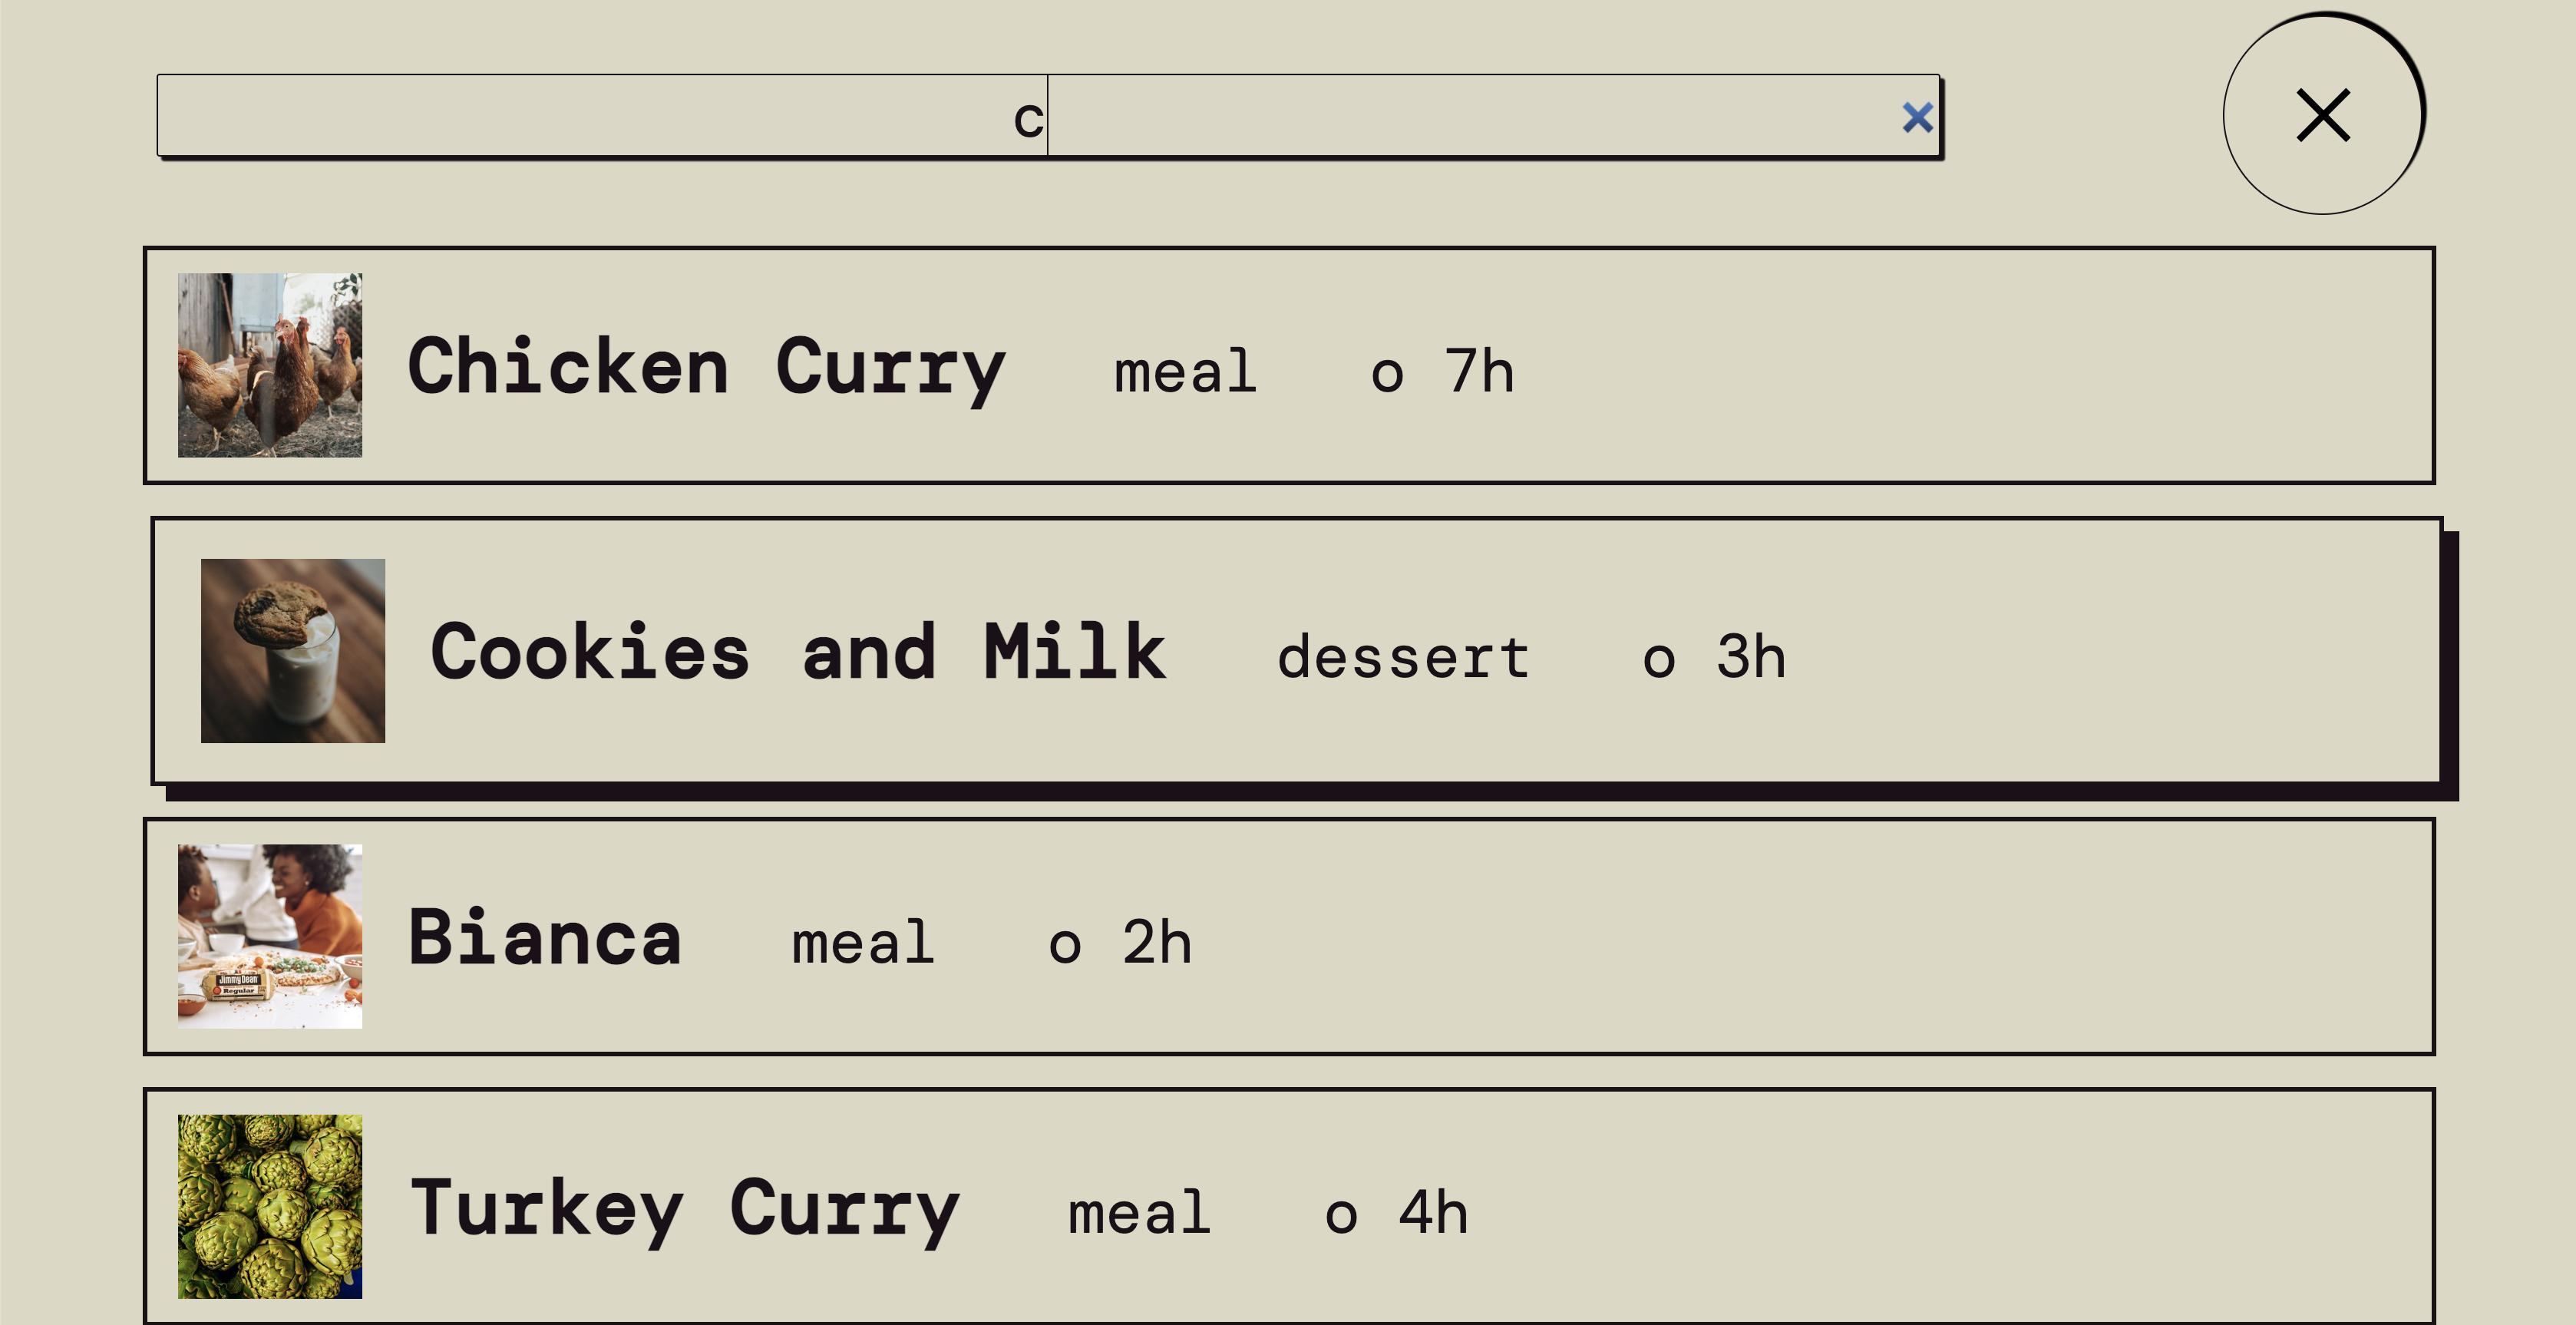 c
Chicken Curry meal o 7h
Cookies and Milk dessert o 3h
Bianca meal o 2h
Jimmy Dean
Regular
Turkey Curry meal o 4h